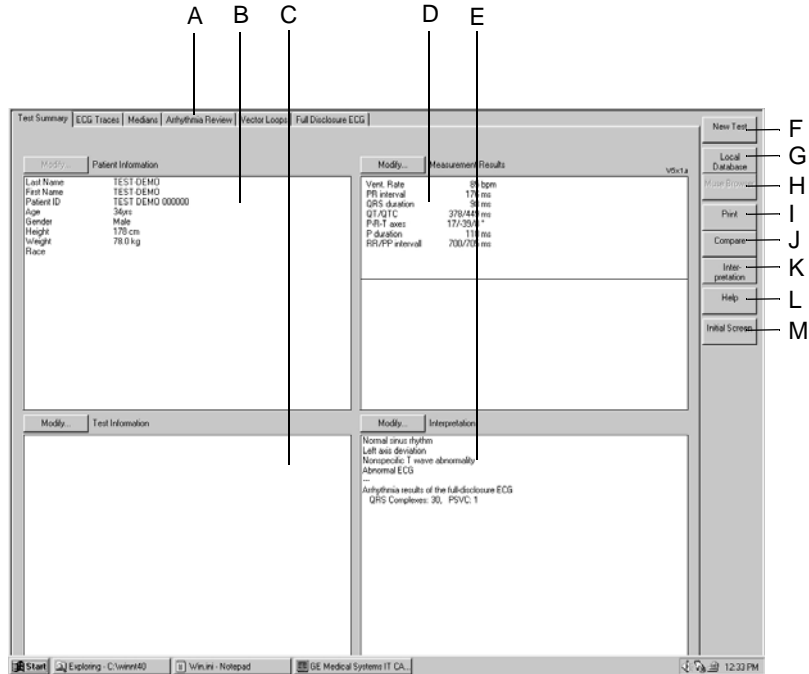 A B C D E
Test Summary ECG Traces Medians Arrhythmia Review Vector Loops Full Disclosure ECG
New Test F
Modify... Patient Information
Modify... Measurement Results V5x1.a
Local Database G
H
Last Name TEST-DEMO
First Name TEST-DEMO
Patient ID TEST DEMO 000000
Age 34yrs
Gender Male
Height 178 cm
Weight 78.0 kg
Race
Vent. Rate bpm
PR interval ms
QRS duration ms
QT/QTC ms
P-R-T axes °
P duration ms
RR/PP intervall ms
Print I
Compare J
Inter-
pretation K
Help L
Initial Screen M
Modify... Test Information
Modify... Interpretation
Normal sinus rhythm
Left axis deviation
Nonspecific T wave abnormality
Abnormal ECG
---
Arrhythmia results of the full-disclosure ECG
QRS Complexes: 30, PSVC: 1
Start Exploring - C:\winnt40 Win.ini - Notepad GE Medical Systems IT CA... 12:33 PM